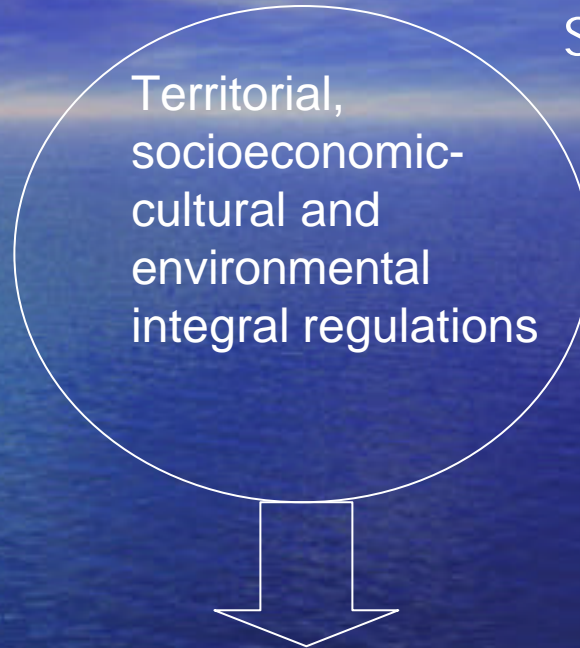 S
Territorial,
socioeconomic-
cultural and
environmental
integral regulations